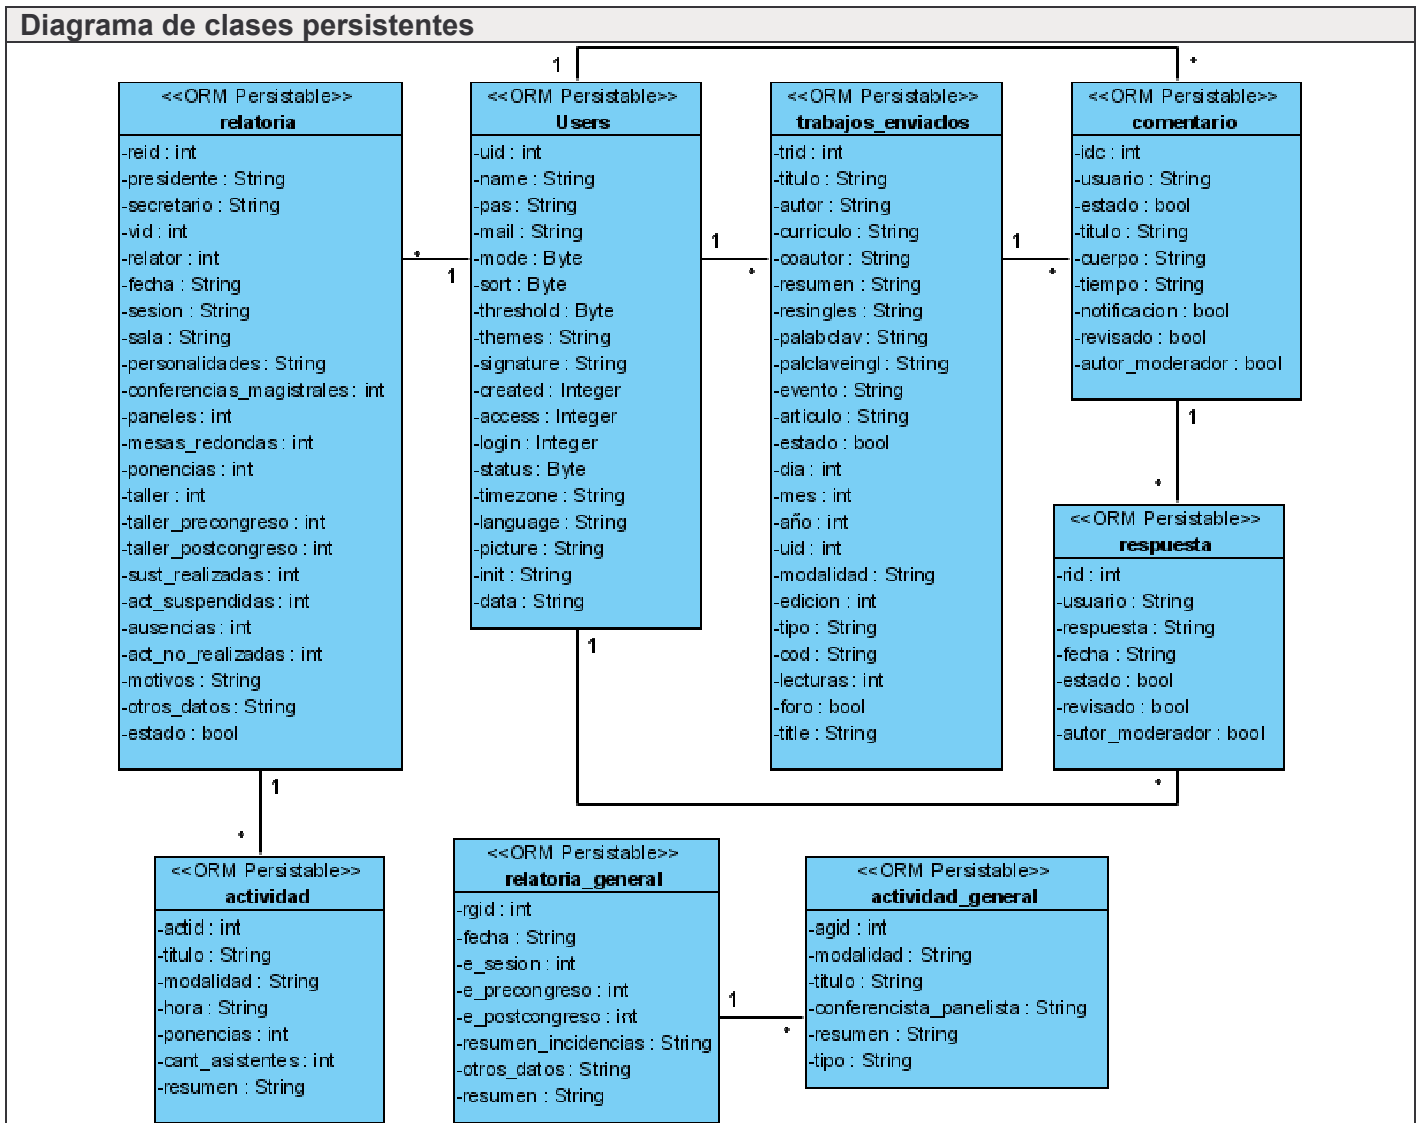 Diagrama de clases persistentes
1
*
<<ORM Persistable>>
relatoria
-reid : int
-presidente : String
-secretario : String
-vid : int
-relator : int
-fecha : String
-sesion : String
-sala : String
-personalidades : String
-conferencias_magistrales : int
-paneles : int
-mesas_redondas : int
-ponencias : int
-taller : int
-taller_precongreso : int
-taller_postcongreso : int
-sust_realizadas : int
-act_suspendidas : int
-ausencias : int
-act_no_realizadas : int
-motivos : String
-otros_datos : String
-estado : bool
*
1
<<ORM Persistable>>
Users
-uid : int
-name : String
-pas : String
-mail : String
-mode : Byte
-sort : Byte
-threshold : Byte
-themes : String
-signature : String
-created : Integer
-access : Integer
-login : Integer
-status : Byte
-timezone : String
-language : String
-picture : String
-init : String
-data : String
1
*
1
<<ORM Persistable>>
trabajos_enviados
-trid : int
-titulo : String
-autor : String
-curriculo : String
-coautor : String
-resumen : String
-resingles : String
-palabclav : String
-palclaveingl : String
-evento : String
-articulo : String
-estado : bool
-dia : int
-mes : int
-año : int
-uid : int
-modalidad : String
-edicion : int
-tipo : String
-cod : String
-lecturas : int
-foro : bool
-title : String
1
*
<<ORM Persistable>>
comentario
-idc : int
-usuario : String
-estado : bool
-titulo : String
-cuerpo : String
-tiempo : String
-notificacion : bool
-revisado : bool
-autor_moderador : bool
1
*
<<ORM Persistable>>
respuesta
-rid : int
-usuario : String
-respuesta : String
-fecha : String
-estado : bool
-revisado : bool
-autor_moderador : bool
*
1
*
<<ORM Persistable>>
actividad
-actid : int
-titulo : String
-modalidad : String
-hora : String
-ponencias : int
-cant_asistentes : int
-resumen : String
<<ORM Persistable>>
relatoria_general
-rgid : int
-fecha : String
-e_sesion : int
-e_precongreso : int
-e_postcongreso : int
-resumen_incidencias : String
-otros_datos : String
-resumen : String
1
*
<<ORM Persistable>>
actividad_general
-agid : int
-modalidad : String
-titulo : String
-conferencista_panelista : String
-resumen : String
-tipo : String